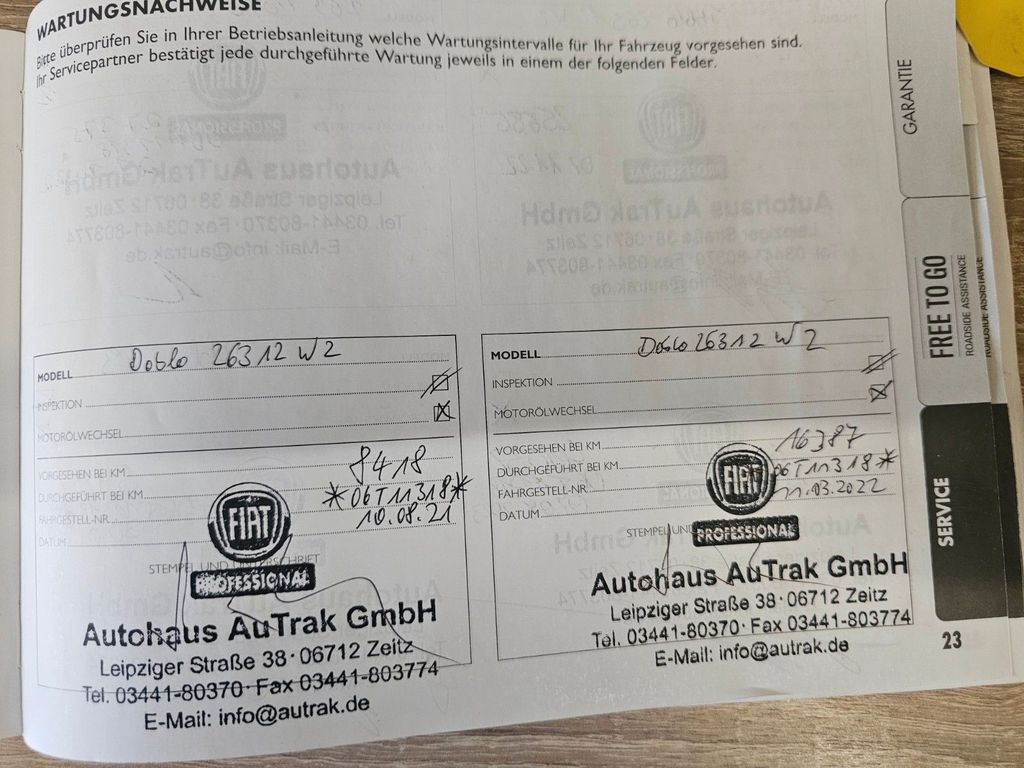 WARTUNGSNACHWEISE
Bitte überprüfen Sie in Ihrer Betriebsanleitung welche Wartungsintervalle für Ihr Fahrzeug vorgesehen sind.
Ihr Servicepartner bestätigt jede durchgeführte Wartung jeweils in einem der folgenden Felder.
MODELL Doblo 263 12 W 2
INSPEKTION
MOTORÖLWECHSEL
VORGESEHEN BEI KM
DURCHGEFÜHRT BEI KM 8418
FAHRGESTELL-NR. *06T11318*
DATUM 10.08.21
STEMPEL UND UNTERSCHRIFT
FIAT
PROFESSIONAL
Autohaus AuTrak GmbH
Leipziger Straße 38·06712 Zeitz
Tel. 03441-80370·Fax 03441-803774
E-Mail: info@autrak.de
MODELL Doblo 263 12 W 2
INSPEKTION
MOTORÖLWECHSEL
VORGESEHEN BEI KM
DURCHGEFÜHRT BEI KM 16387
FAHRGESTELL-NR. 06T11318*
DATUM 11.03.2022
STEMPEL UND
FIAT
PROFESSIONAL
Autohaus AuTrak GmbH
Leipziger Straße 38·06712 Zeitz
Tel. 03441-80370·Fax 03441-803774
E-Mail: info@autrak.de
GARANTIE
FREE TO GO
ROADSIDE ASSISTANCE
ROADSIDE ASSISTANCE
SERVICE
23